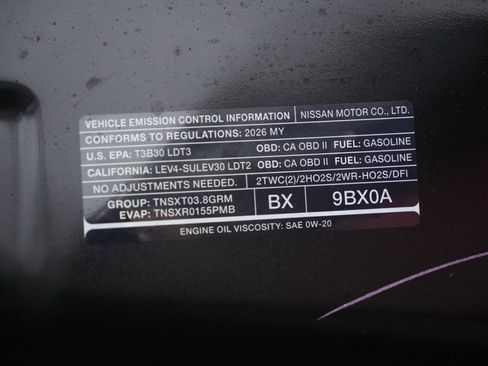 VEHICLE EMISSION CONTROL INFORMATION NISSAN MOTOR CO., LTD.
CONFORMS TO REGULATIONS: 2026 MY
U.S. EPA: T3B30 LDT3 OBD: CA OBD II FUEL: GASOLINE
CALIFORNIA: LEV4-SULEV30 LDT2 OBD: CA OBD II FUEL: GASOLINE
NO ADJUSTMENTS NEEDED. 2TWC(2)/2HO2S/2WR-HO2S/DFI
GROUP: TNSXT03.8GRM
EVAP: TNSXR0155PMB
BX 9BX0A
ENGINE OIL VISCOSITY: SAE 0W-20